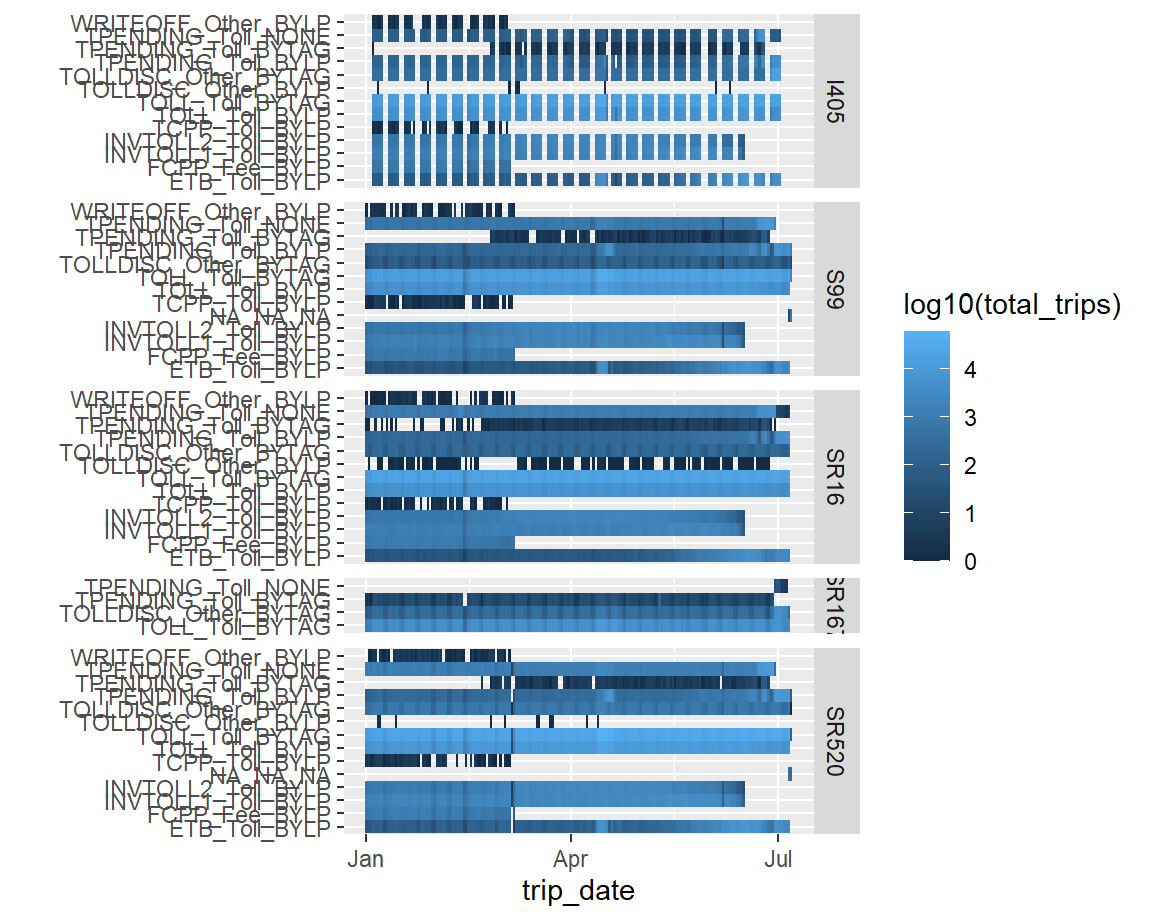 WRITEOFF_Other_BYLP
TPENDING_Toll_NONE
TPENDING_Toll_BYTAG
TPENDING_Toll_BYLP
TOLLDISC_Other_BYTAG
TOLLDISC_Other_BYLP
TOLL_Toll_BYTAG
TOLL_Toll_BYLP
TCPP_Toll_BYLP
INVTOLL2_Toll_BYLP
INVTOLL1_Toll_BYLP
FCPP_Fee_BYLP
ETB_Toll_BYLP
I405
WRITEOFF_Other_BYLP
TPENDING_Toll_NONE
TPENDING_Toll_BYTAG
TPENDING_Toll_BYLP
TOLLDISC_Other_BYTAG
TOLL_Toll_BYTAG
TOLL_Toll_BYLP
TCPP_Toll_BYLP
NA_NA_NA
INVTOLL2_Toll_BYLP
INVTOLL1_Toll_BYLP
FCPP_Fee_BYLP
ETB_Toll_BYLP
S99
WRITEOFF_Other_BYLP
TPENDING_Toll_NONE
TPENDING_Toll_BYTAG
TPENDING_Toll_BYLP
TOLLDISC_Other_BYTAG
TOLLDISC_Other_BYLP
TOLL_Toll_BYTAG
TOLL_Toll_BYLP
TCPP_Toll_BYLP
INVTOLL2_Toll_BYLP
INVTOLL1_Toll_BYLP
FCPP_Fee_BYLP
ETB_Toll_BYLP
SR16
TPENDING_Toll_NONE
TPENDING_Toll_BYTAG
TOLLDISC_Other_BYTAG
TOLL_Toll_BYTAG
SR167
WRITEOFF_Other_BYLP
TPENDING_Toll_NONE
TPENDING_Toll_BYTAG
TPENDING_Toll_BYLP
TOLLDISC_Other_BYTAG
TOLLDISC_Other_BYLP
TOLL_Toll_BYTAG
TOLL_Toll_BYLP
TCPP_Toll_BYLP
NA_NA_NA
INVTOLL2_Toll_BYLP
INVTOLL1_Toll_BYLP
FCPP_Fee_BYLP
ETB_Toll_BYLP
SR520
Jan Apr Jul
trip_date
log10(total_trips)
4
3
2
1
0